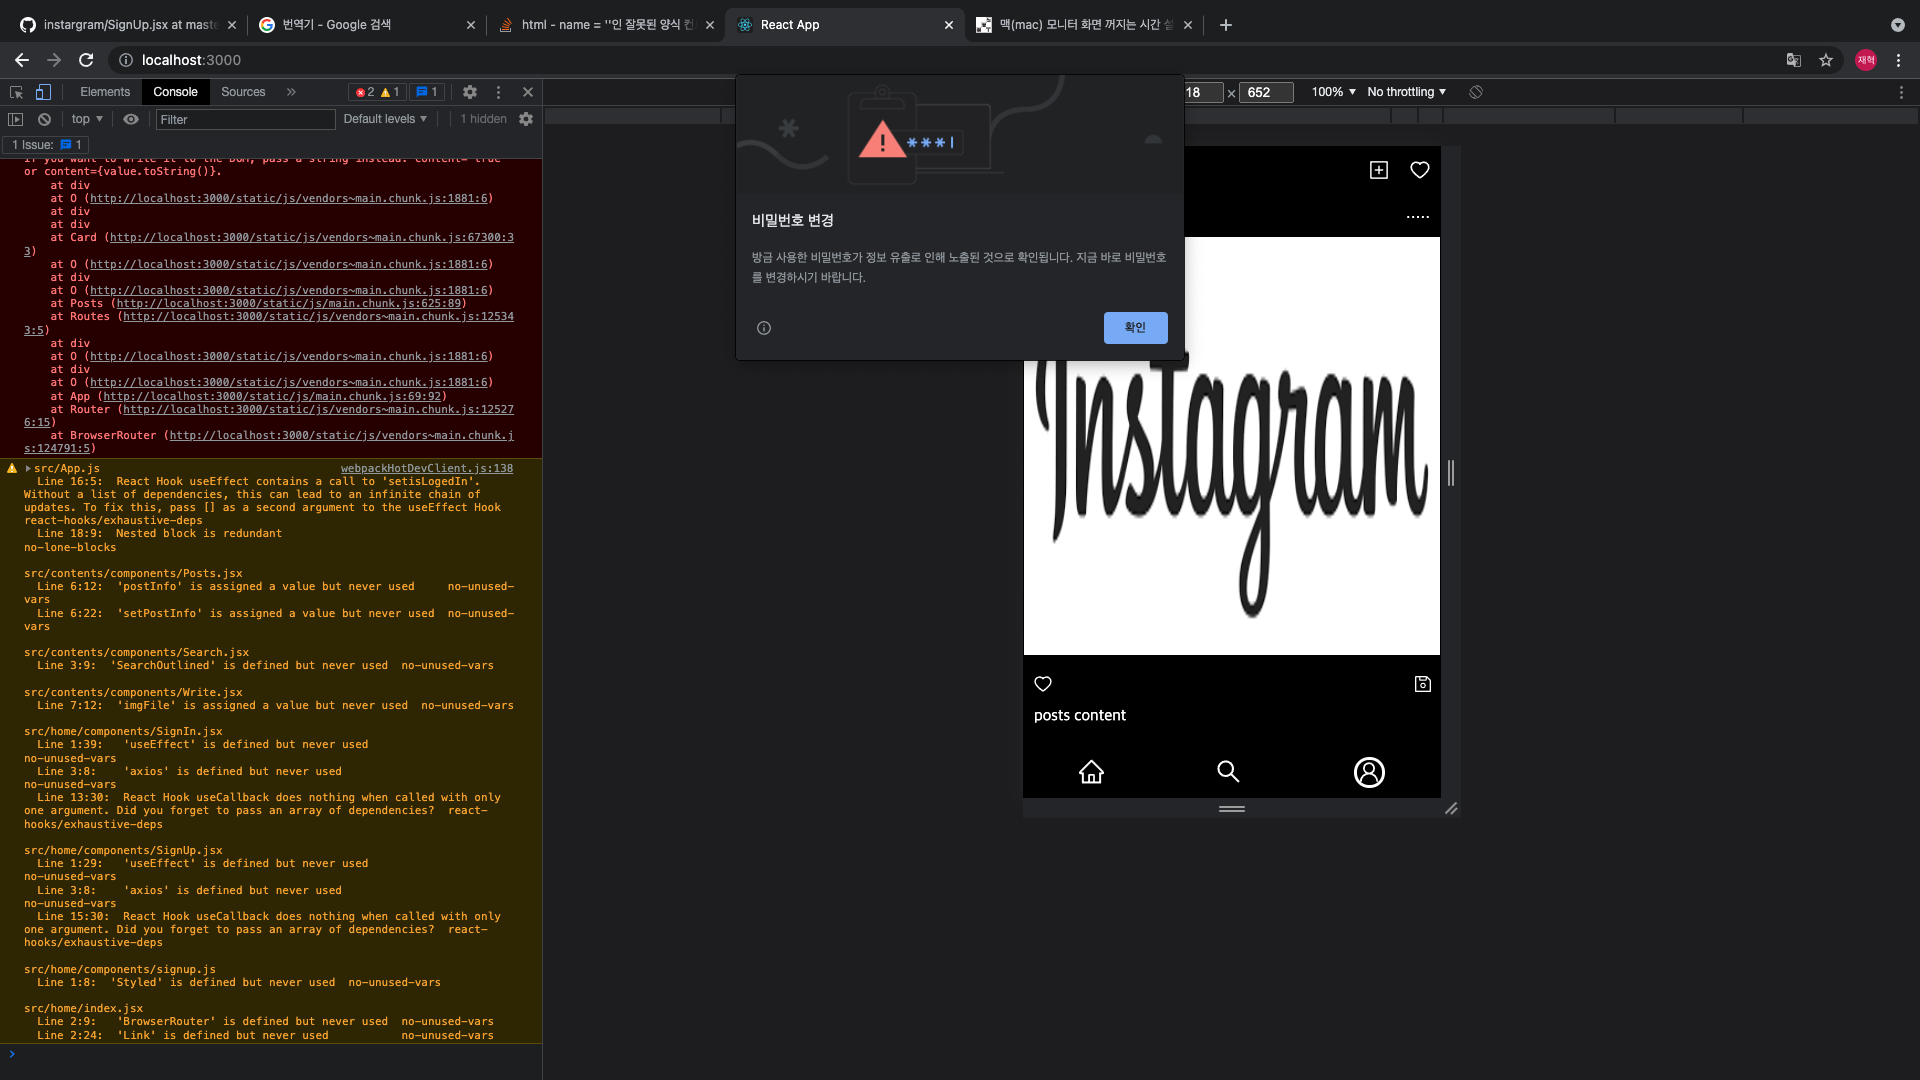 instargram/SignUp.jsx at maste
번역기 - Google 검색
html - name = ''인 잘못된 양식 컨
React App
맥(mac) 모니터 화면 꺼지는 시간 설
localhost:3000
재혁
Elements
Console
Sources
2
1
1
18
×
652
100%
No throttling
top
Filter
Default levels
1 hidden
1 Issue:
1
If you want to write it to the DOM, pass a string instead: content="true"
or content={value.toString()}.
at div
at O (http://localhost:3000/static/js/vendors~main.chunk.js:1881:6)
at div
at div
at Card (http://localhost:3000/static/js/vendors~main.chunk.js:67300:3
3)
at O (http://localhost:3000/static/js/vendors~main.chunk.js:1881:6)
at div
at O (http://localhost:3000/static/js/vendors~main.chunk.js:1881:6)
at Posts (http://localhost:3000/static/js/main.chunk.js:625:89)
at Routes (http://localhost:3000/static/js/vendors~main.chunk.js:12534
3:5)
at div
at O (http://localhost:3000/static/js/vendors~main.chunk.js:1881:6)
at div
at O (http://localhost:3000/static/js/vendors~main.chunk.js:1881:6)
at App (http://localhost:3000/static/js/main.chunk.js:69:92)
at Router (http://localhost:3000/static/js/vendors~main.chunk.js:12527
6:15)
at BrowserRouter (http://localhost:3000/static/js/vendors~main.chunk.j
s:124791:5)
src/App.js
webpackHotDevClient.js:138
Line 16:5:  React Hook useEffect contains a call to 'setisLogedIn'.
Without a list of dependencies, this can lead to an infinite chain of
updates. To fix this, pass [] as a second argument to the useEffect Hook
react-hooks/exhaustive-deps
Line 18:9:  Nested block is redundant
no-lone-blocks
src/contents/components/Posts.jsx
Line 6:12:  'postInfo' is assigned a value but never used     no-unused-
vars
Line 6:22:  'setPostInfo' is assigned a value but never used  no-unused-
vars
src/contents/components/Search.jsx
Line 3:9:  'SearchOutlined' is defined but never used  no-unused-vars
src/contents/components/Write.jsx
Line 7:12:  'imgFile' is assigned a value but never used  no-unused-vars
src/home/components/SignIn.jsx
Line 1:39:   'useEffect' is defined but never used
no-unused-vars
Line 3:8:    'axios' is defined but never used
no-unused-vars
Line 13:30:  React Hook useCallback does nothing when called with only
one argument. Did you forget to pass an array of dependencies?  react-
hooks/exhaustive-deps
src/home/components/SignUp.jsx
Line 1:29:   'useEffect' is defined but never used
no-unused-vars
Line 3:8:    'axios' is defined but never used
no-unused-vars
Line 15:30:  React Hook useCallback does nothing when called with only
one argument. Did you forget to pass an array of dependencies?  react-
hooks/exhaustive-deps
src/home/components/signup.js
Line 1:8:  'Styled' is defined but never used  no-unused-vars
src/home/index.jsx
Line 2:9:   'BrowserRouter' is defined but never used  no-unused-vars
Line 2:24:  'Link' is defined but never used           no-unused-vars
***
비밀번호 변경
방금 사용한 비밀번호가 정보 유출로 인해 노출된 것으로 확인됩니다. 지금 바로 비밀번호
를 변경하시기 바랍니다.
확인
.....
Instagram
posts content